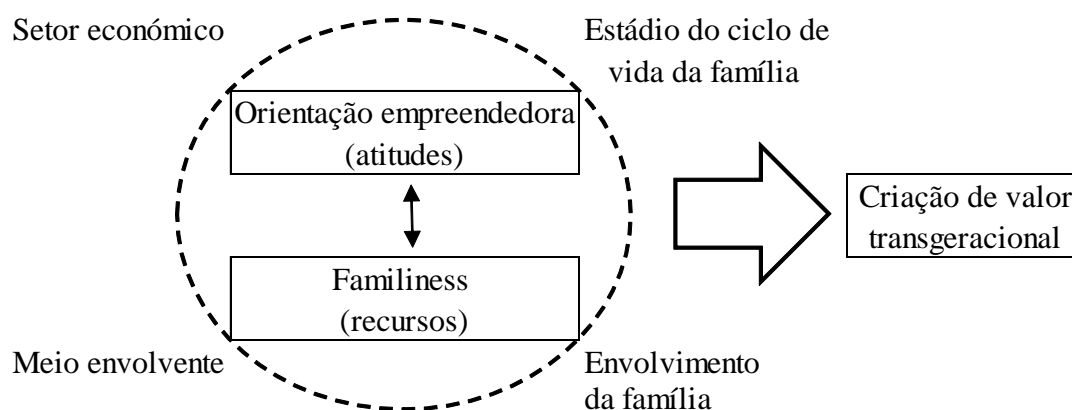 Setor económico
Estádio do ciclo de
vida da família
Orientação empreendedora
(atitudes)
Criação de valor
transgeracional
Familiness
(recursos)
Meio envolvente
Envolvimento
da família